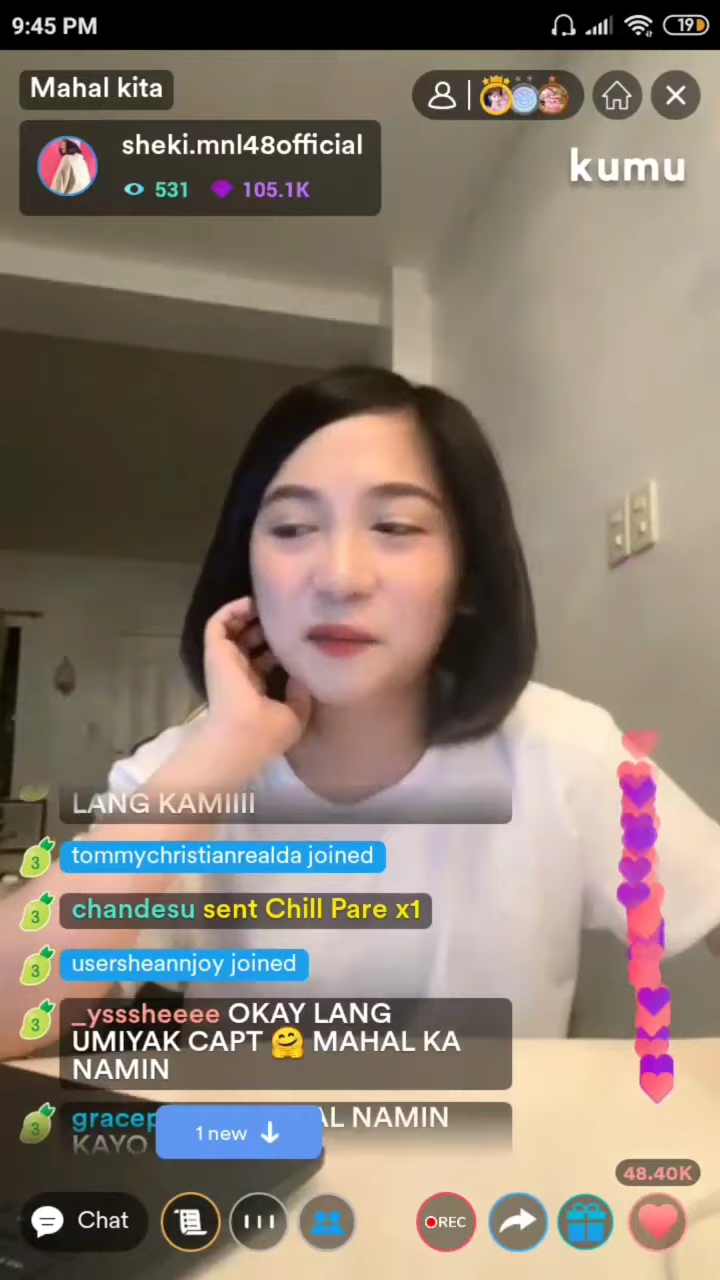 9:45 PM
19
Mahal kita
sheki.mnl48official
531 105.1K
kumu
LANG KAMIIII
3 tommychristianrealda joined
3 chandesu sent Chill Pare x1
3 usersheannjoy joined
3 _ysssheeee OKAY LANG
UMIYAK CAPT 🤗 MAHAL KA
NAMIN
3 gracep AL NAMIN
KAYO
1 new
48.40K
Chat
REC